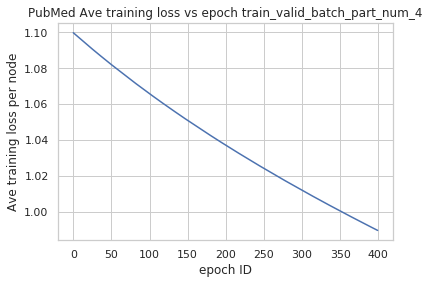 PubMed Ave training loss vs epoch train_valid_batch_part_num_4
Ave training loss per node
1.10
1.08
1.06
1.04
1.02
1.00
0 50 100 150 200 250 300 350 400
epoch ID